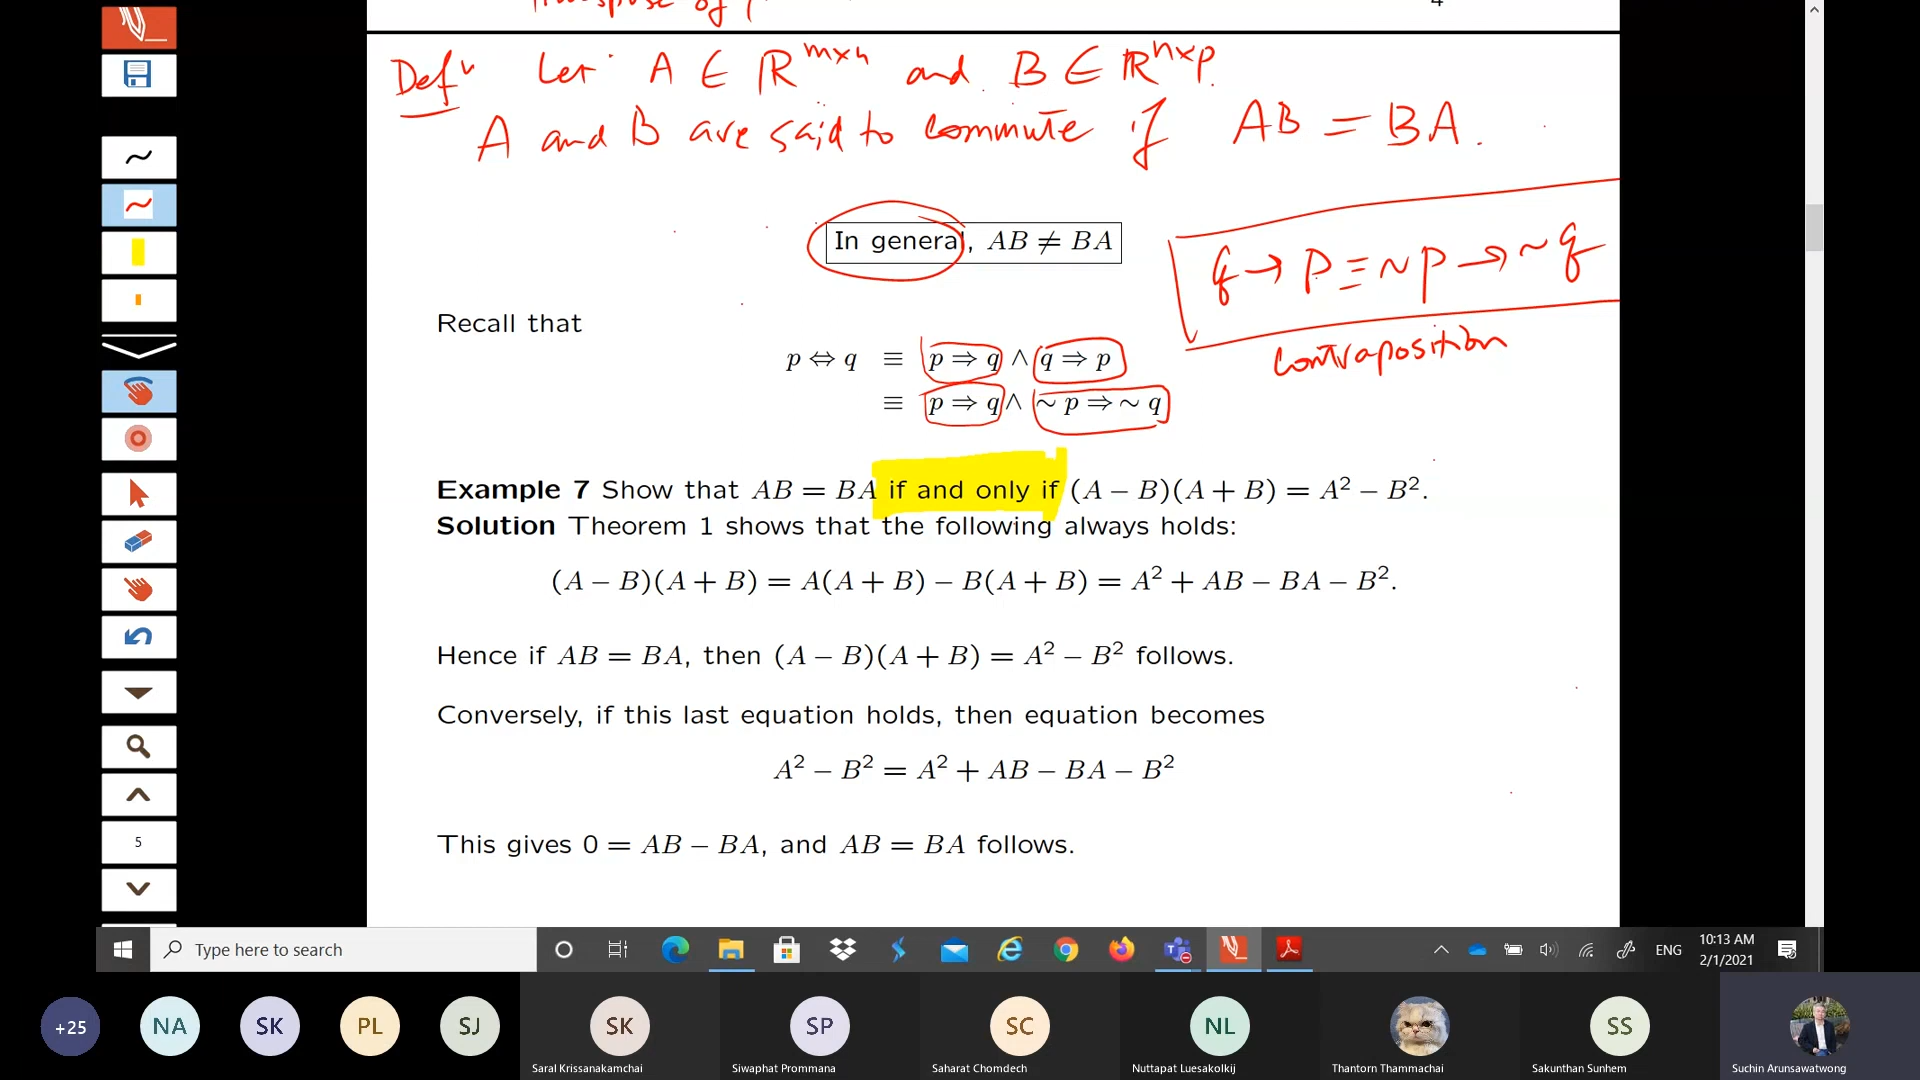 4
Defn Let A ∈ ℝ^{m×n} and B ∈ ℝ^{n×p}.
A and B are said to commute if AB = BA.
In general, AB ≠ BA
q → p ≡ ~p → ~q
contraposition
Recall that
p ⇔ q ≡ p ⇒ q ∧ q ⇒ p
≡ p ⇒ q ∧ ~ p ⇒ ~ q
Example 7 Show that AB = BA if and only if (A − B)(A + B) = A² − B².
Solution Theorem 1 shows that the following always holds:
(A − B)(A + B) = A(A + B) − B(A + B) = A² + AB − BA − B².
Hence if AB = BA, then (A − B)(A + B) = A² − B² follows.
Conversely, if this last equation holds, then equation becomes
A² − B² = A² + AB − BA − B²
This gives 0 = AB − BA, and AB = BA follows.
5
Type here to search
ENG
10:13 AM
2/1/2021
+25
NA
SK
PL
SJ
SK
SP
SC
NL
SS
Saral Krissanakamchai
Siwaphat Prommana
Saharat Chomdech
Nuttapat Luesakolkij
Thantorn Thammachai
Sakunthan Sunhem
Suchin Arunsawatwong